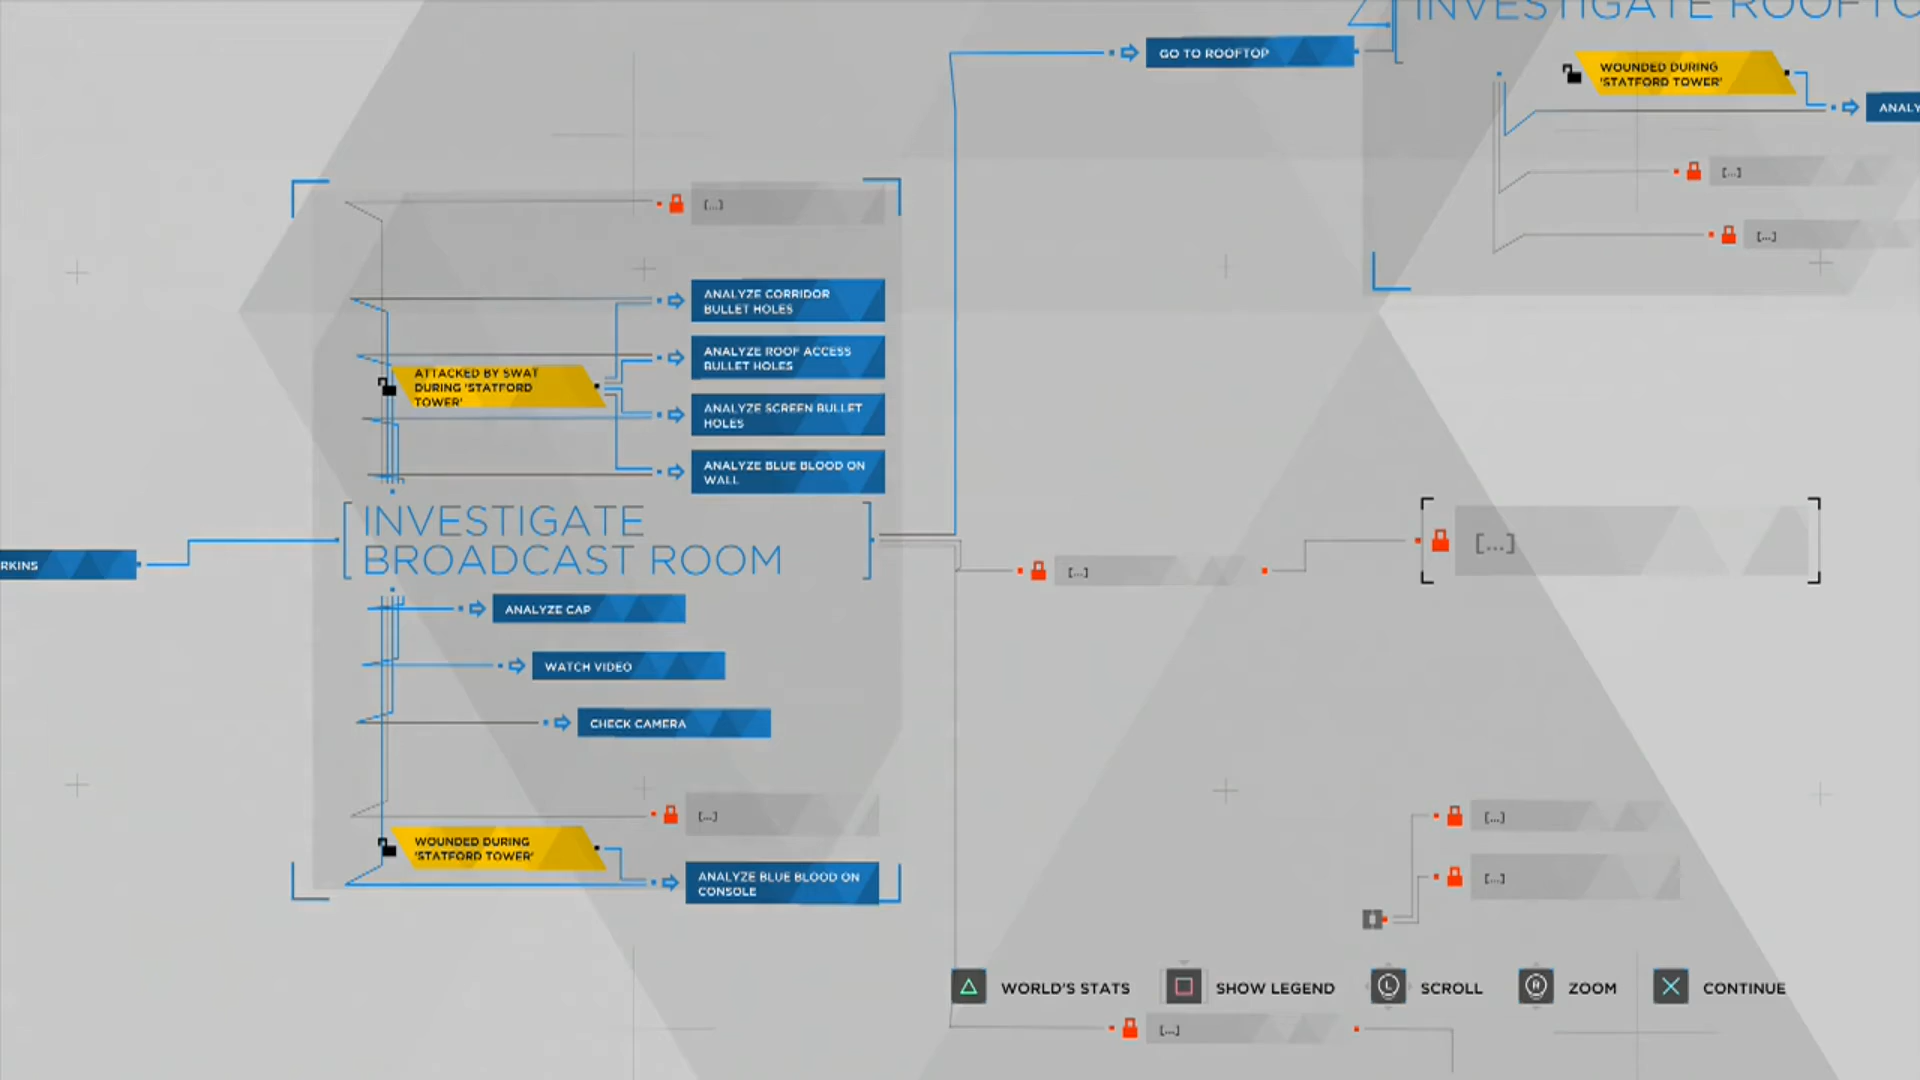 INVESTIGATE ROOFTO
GO TO ROOFTOP
WOUNDED DURING
'STATFORD TOWER'
ANALY
[...]
[...]
[...]
ANALYZE CORRIDOR
BULLET HOLES
ANALYZE ROOF ACCESS
BULLET HOLES
ATTACKED BY SWAT
DURING 'STATFORD
TOWER'
ANALYZE SCREEN BULLET
HOLES
ANALYZE BLUE BLOOD ON
WALL
INVESTIGATE
BROADCAST ROOM
[...]
RKINS
[...]
ANALYZE CAP
WATCH VIDEO
CHECK CAMERA
[...]
[...]
WOUNDED DURING
'STATFORD TOWER'
ANALYZE BLUE BLOOD ON
CONSOLE
[...]
WORLD'S STATS
SHOW LEGEND
L
SCROLL
R
ZOOM
CONTINUE
[...]